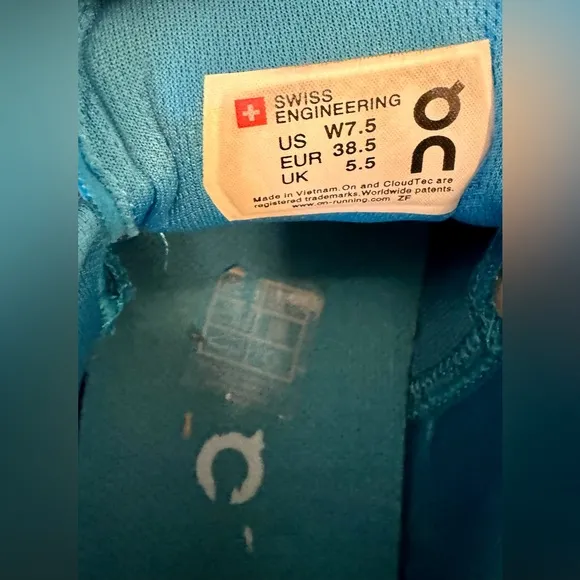 SWISS
ENGINEERING
US W7.5
EUR 38.5
UK 5.5
Made in Vietnam.On and CloudTec are
registered trademarks.Worldwide patents.
www.on-running.com ZF
on